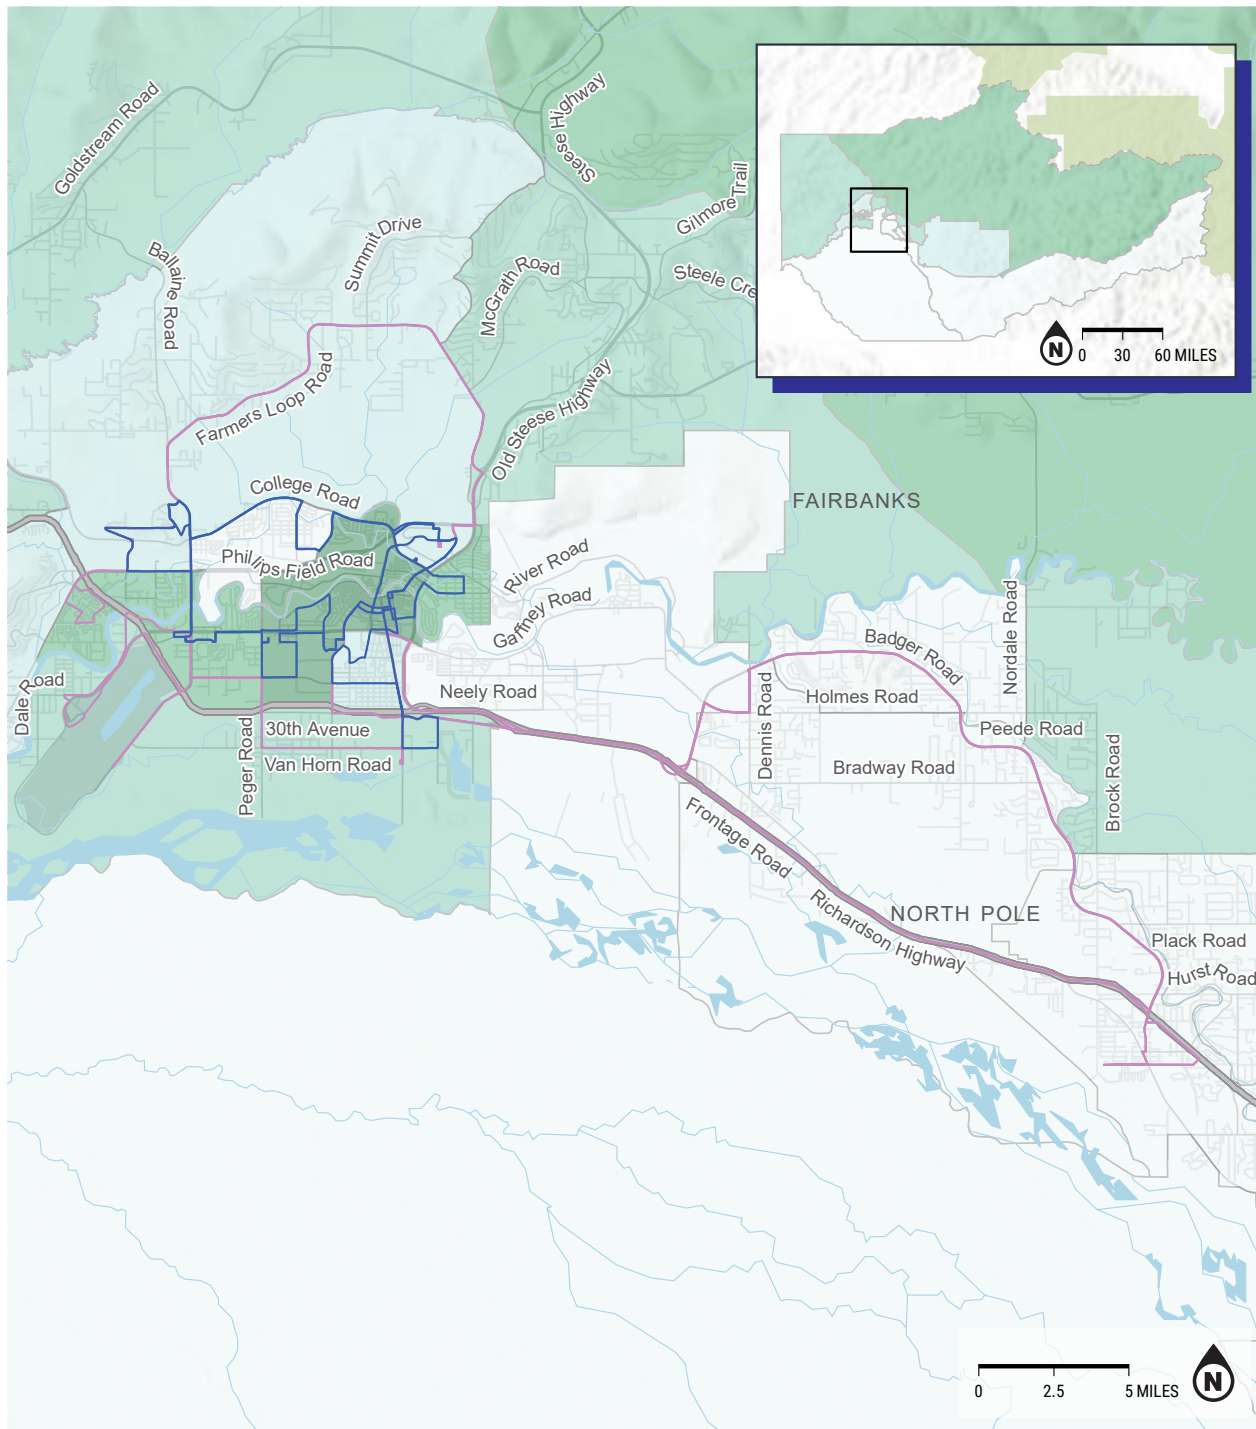 Goldstream Road
Steese Highway
Steese
Ballaine Road
Summit Drive
McGrath Road
Gilmore Trail
Steele Cre
N
0 30 60 MILES
Farmers Loop Road
Old Steese Highway
College Road
FAIRBANKS
Phillips Field Road
River Road
Gaffney Road
Badger Road
Nordale Road
Dale Road
Neely Road
Holmes Road
Dennis Road
30th Avenue
Peger Road
Peede Road
Van Horn Road
Bradway Road
Brock Road
Frontage Road
Richardson Highway
NORTH POLE
Plack Road
Hurst Road
0 2.5 5 MILES
N